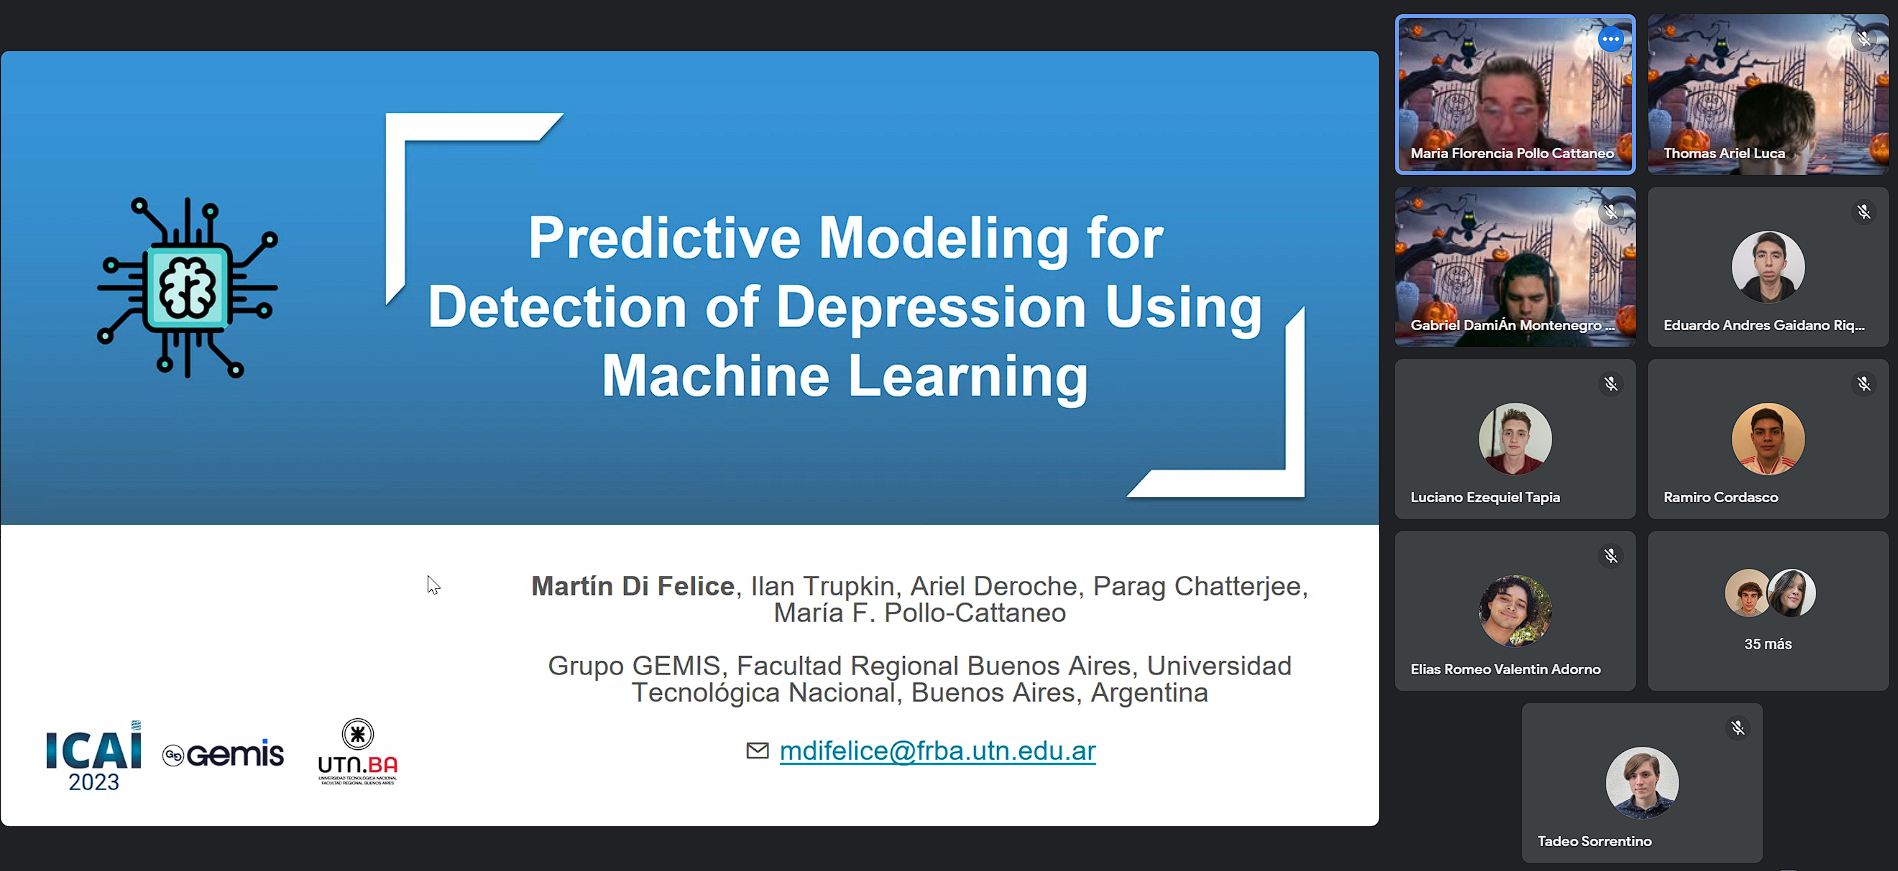 Predictive Modeling for
Detection of Depression Using
Machine Learning
Martín Di Felice, Ilan Trupkin, Ariel Deroche, Parag Chatterjee,
María F. Pollo-Cattaneo
Grupo GEMIS, Facultad Regional Buenos Aires, Universidad
Tecnológica Nacional, Buenos Aires, Argentina
mdifelice@frba.utn.edu.ar
ICAI
2023
GG gemis
UTN.BA
UNIVERSIDAD TECNOLÓGICA NACIONAL
FACULTAD REGIONAL BUENOS AIRES
Maria Florencia Pollo Cattaneo
Thomas Ariel Luca
Gabriel DamiÁn Montenegro ...
Eduardo Andres Gaidano Riq...
Luciano Ezequiel Tapia
Ramiro Cordasco
Elias Romeo Valentin Adorno
35 más
Tadeo Sorrentino